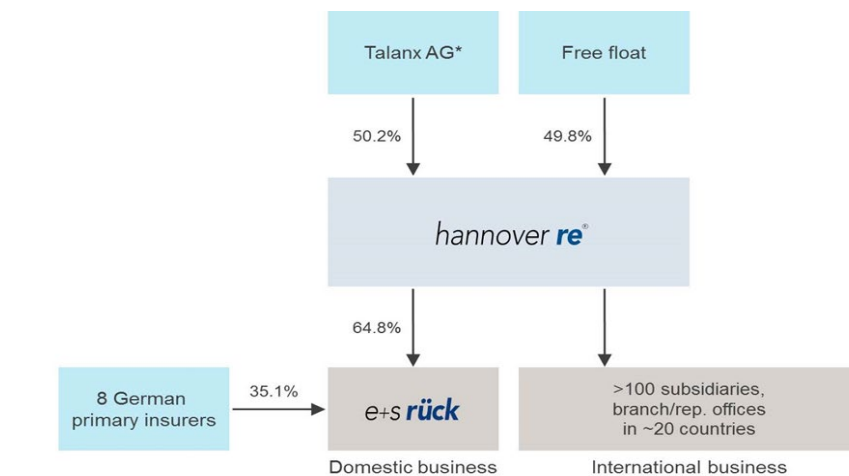 Talanx AG*
Free float
50.2%
49.8%
hannover re®
64.8%
8 German
primary insurers
35.1%
e+s rück
>100 subsidiaries,
branch/rep. offices
in ~20 countries
Domestic business
International business